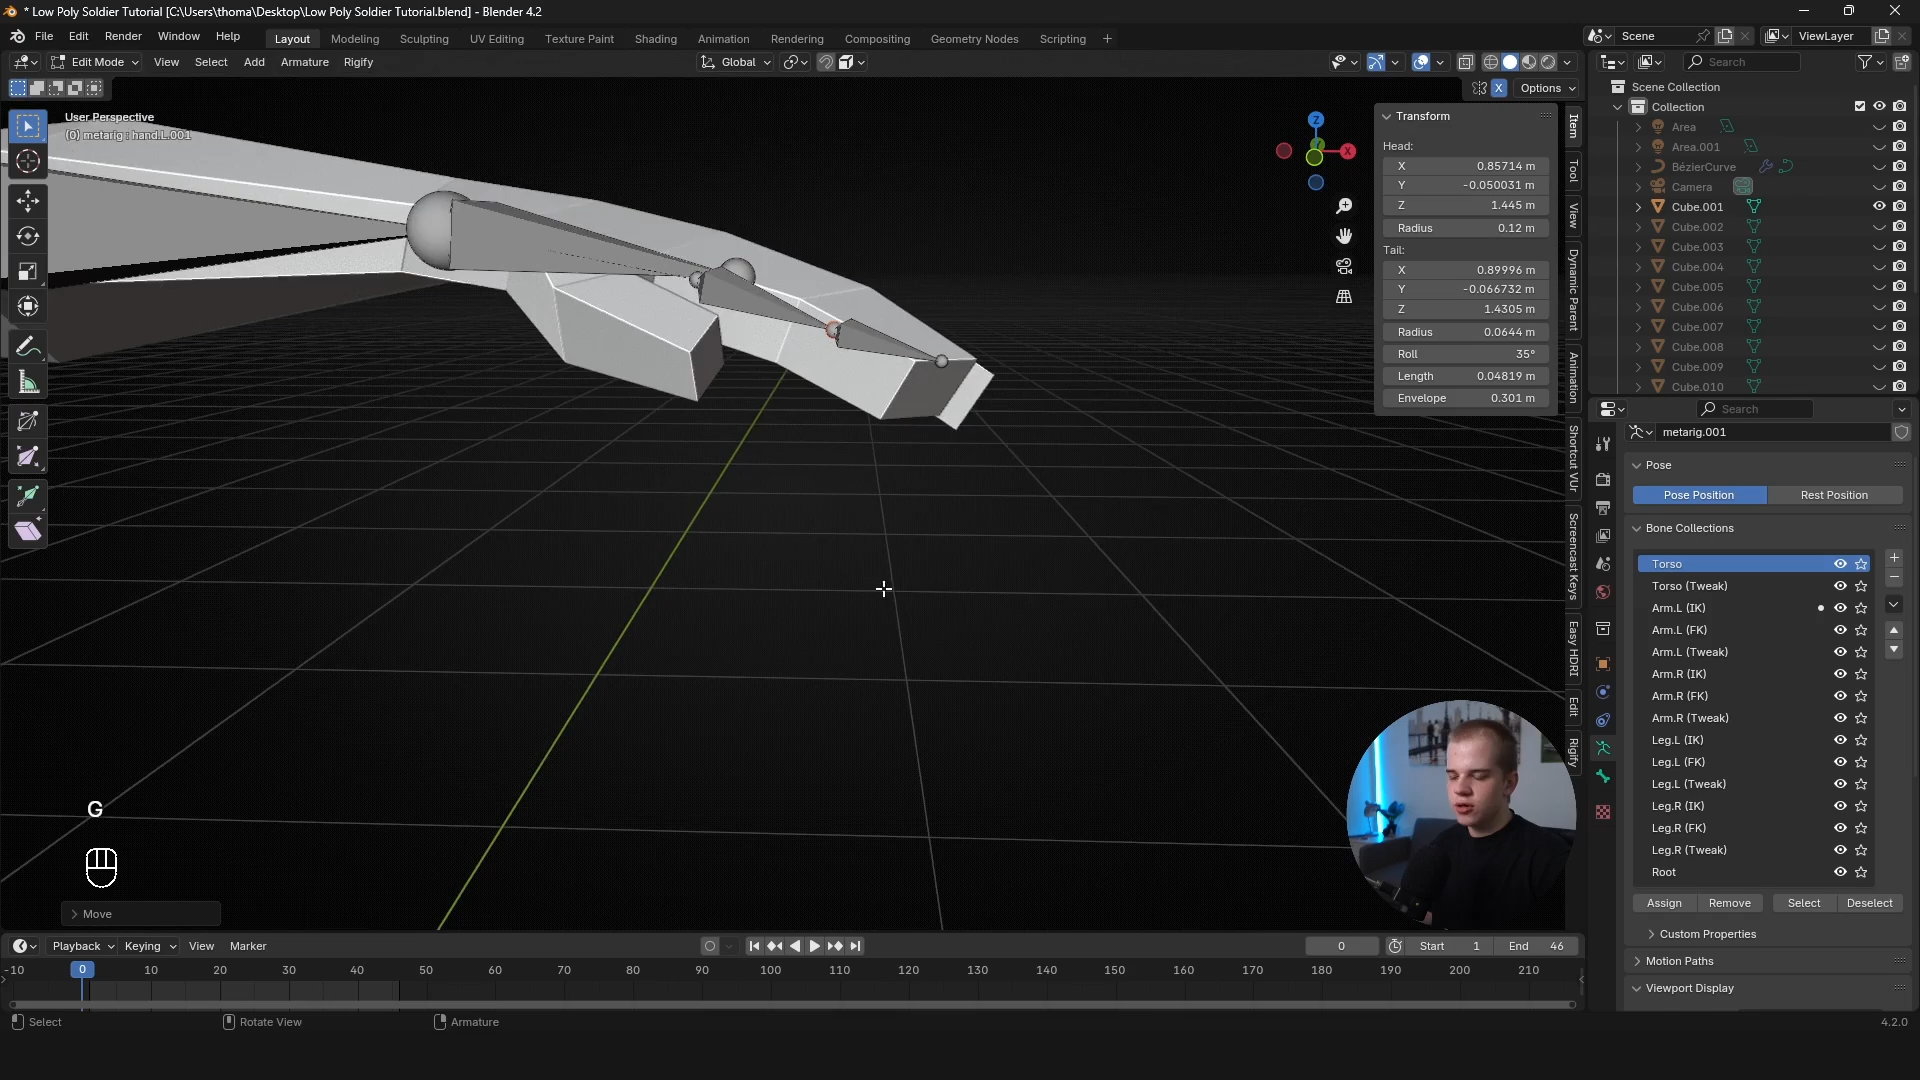 * Low Poly Soldier Tutorial [C:\Users\thoma\Desktop\Low Poly Soldier Tutorial.blend] - Blender 4.2
File Edit Render Window Help
Layout Modeling Sculpting UV Editing Texture Paint Shading Animation Rendering Compositing Geometry Nodes Scripting +
Scene
ViewLayer
Edit Mode View Select Add Armature Rigify
Global
Search
X Options
User Perspective
(0) metarig : hand.L.001
Z
X
Transform
Head:
X 0.85714 m
Y -0.050031 m
Z 1.445 m
Radius 0.12 m
Tail:
X 0.89996 m
Y -0.066732 m
Z 1.4305 m
Radius 0.0644 m
Roll 35°
Length 0.04819 m
Envelope 0.301 m
Item
Tool
View
Dynamic Parent
Animation
Shortcut VUr
Screencast Keys
Easy HDRI
Edit
Rigify
Scene Collection
Collection
Area
Area.001
BézierCurve
Camera
Cube.001
Cube.002
Cube.003
Cube.004
Cube.005
Cube.006
Cube.007
Cube.008
Cube.009
Cube.010
Search
metarig.001
Pose
Pose Position Rest Position
Bone Collections
Torso
Torso (Tweak)
Arm.L (IK)
Arm.L (FK)
Arm.L (Tweak)
Arm.R (IK)
Arm.R (FK)
Arm.R (Tweak)
Leg.L (IK)
Leg.L (FK)
Leg.L (Tweak)
Leg.R (IK)
Leg.R (FK)
Leg.R (Tweak)
Root
Assign Remove Select Deselect
Custom Properties
Motion Paths
Viewport Display
G
Move
Playback Keying View Marker
0 Start 1 End 46
-10 0 10 20 30 40 50 60 70 80 90 100 110 120 130 140 150 160 170 180 190 200 210
Select Rotate View Armature
4.2.0